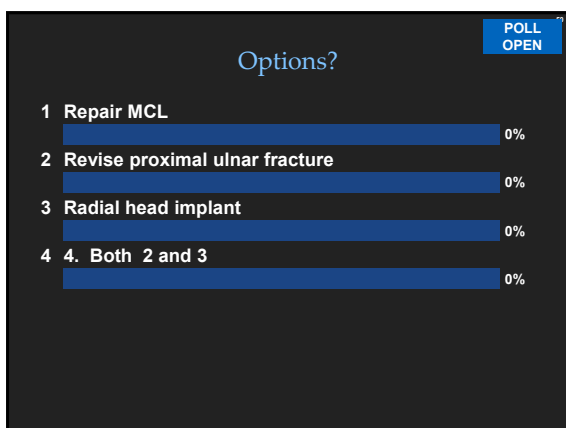 POLL
OPEN
Options?
1 Repair MCL
0%
2 Revise proximal ulnar fracture
0%
3 Radial head implant
0%
4 4. Both 2 and 3
0%